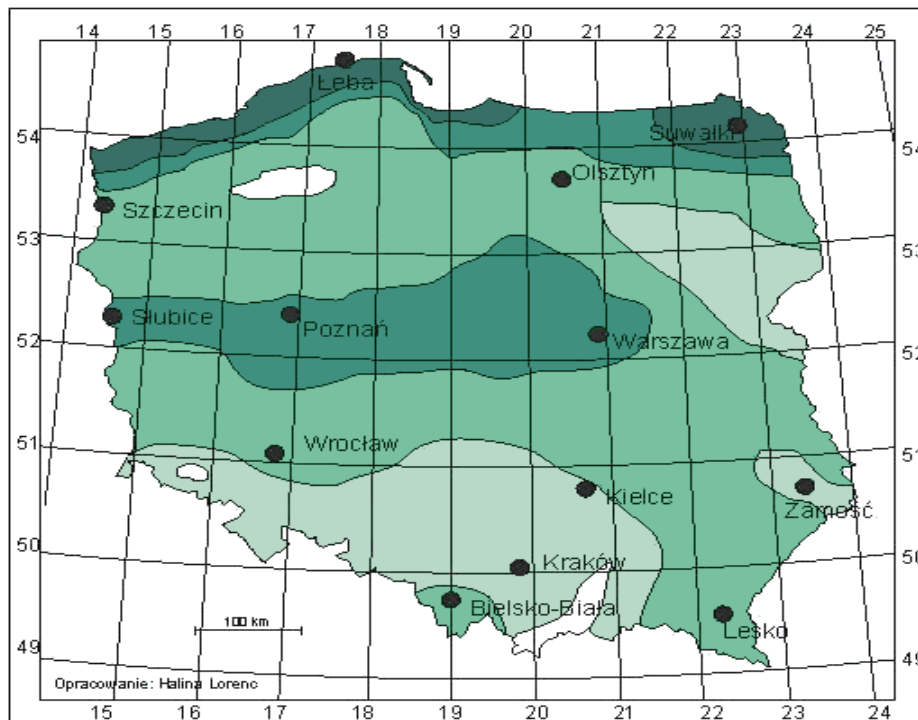 14 15 16 17 18 19 20 21 22 23 24 25
Łeba
54 Suwałki 54
Olsztyn
Szczecin
53 53
Słubice Poznań Warszawa
52 52
51 Wrocław 51
Kielce Zamość
50 Kraków 50
Bielsko-Biała Lesko
100 km
49 49
Opracowanie: Halina Lorenc
15 16 17 18 19 20 21 22 23 24